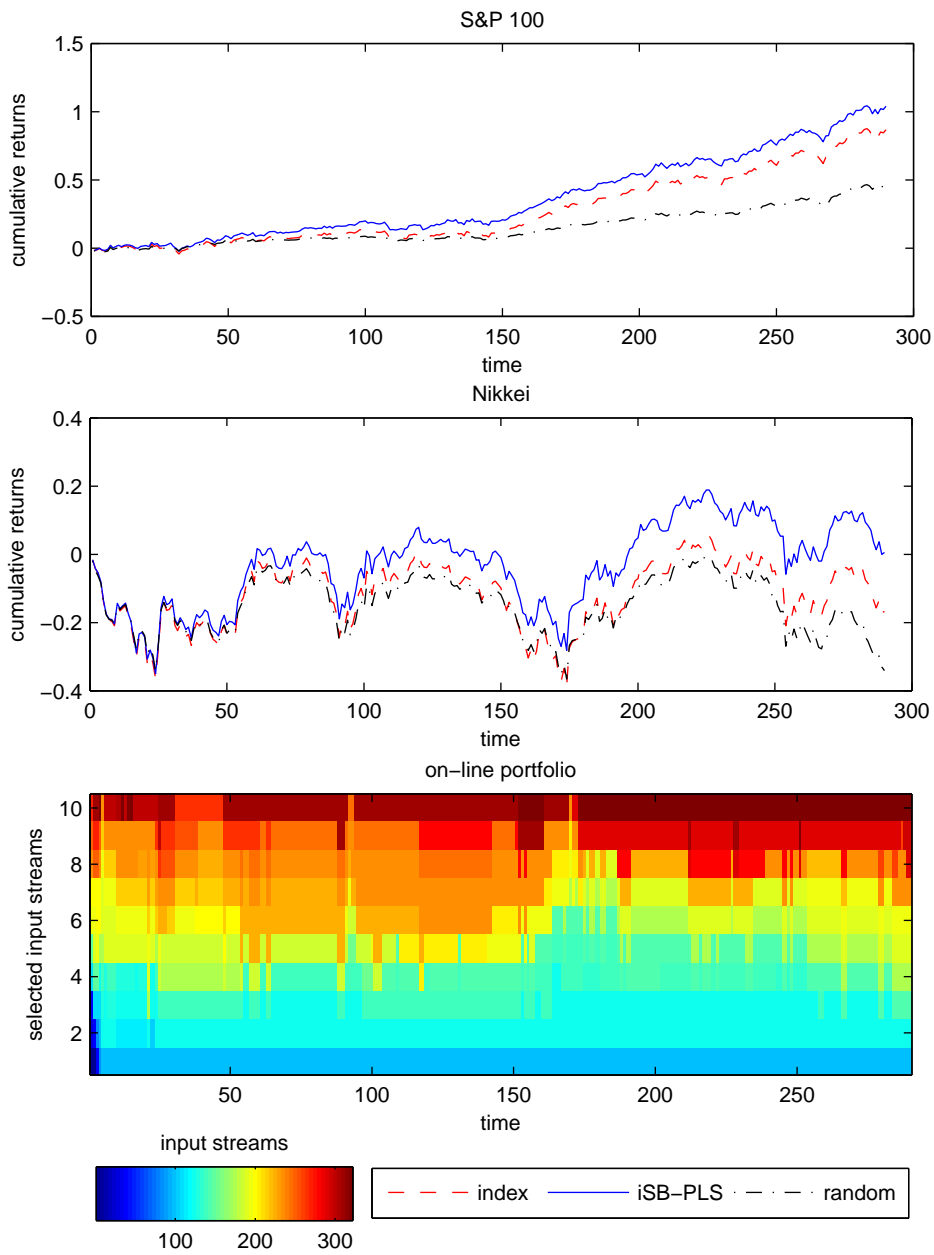 S&P 100
1.5
1
0.5
0
−0.5
cumulative returns
0 50 100 150 200 250 300
time
Nikkei
0.4
0.2
0
−0.2
−0.4
cumulative returns
0 50 100 150 200 250 300
time
on−line portfolio
10
8
6
4
2
selected input streams
50 100 150 200 250
time
input streams
100 200 300
index iSB−PLS random